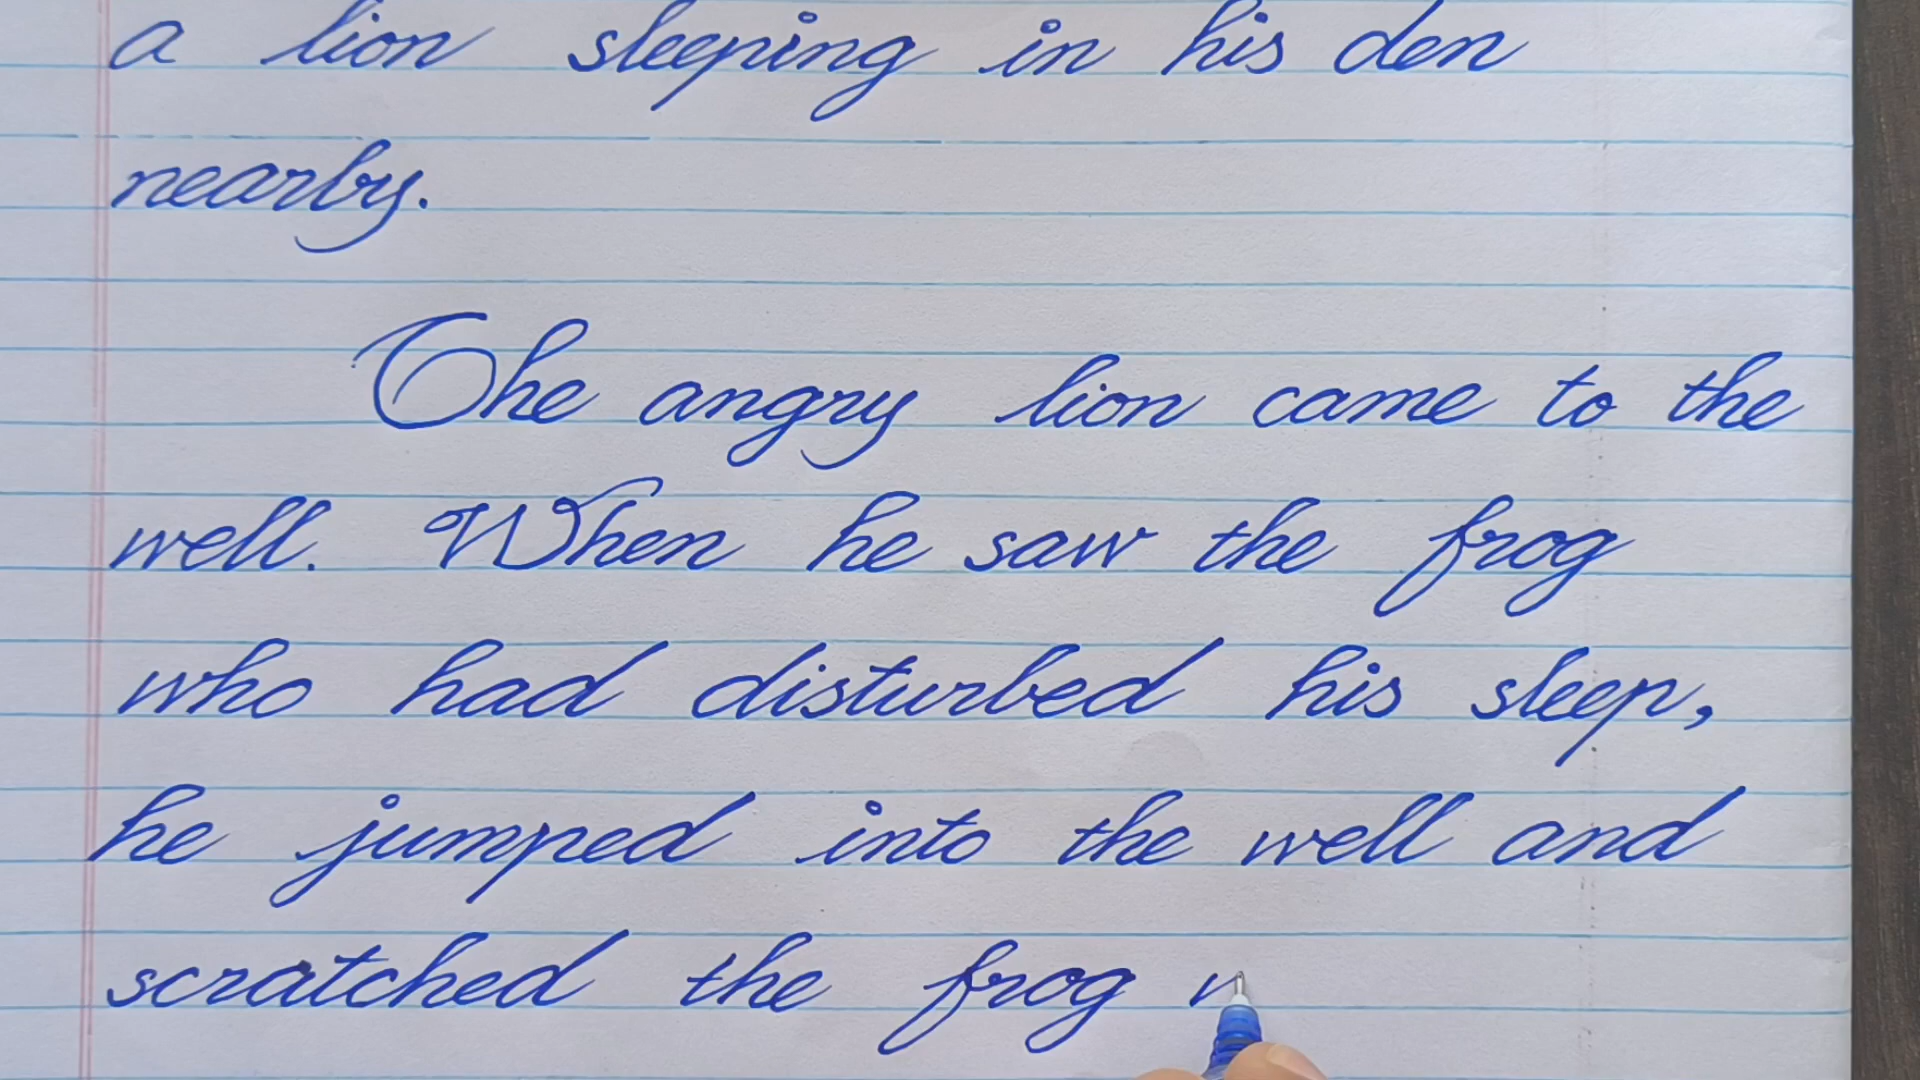 a lion sleeping in his den
nearby.
The angry lion came to the
well. When he saw the frog
who had disturbed his sleep,
he jumped into the well and
scratched the frog